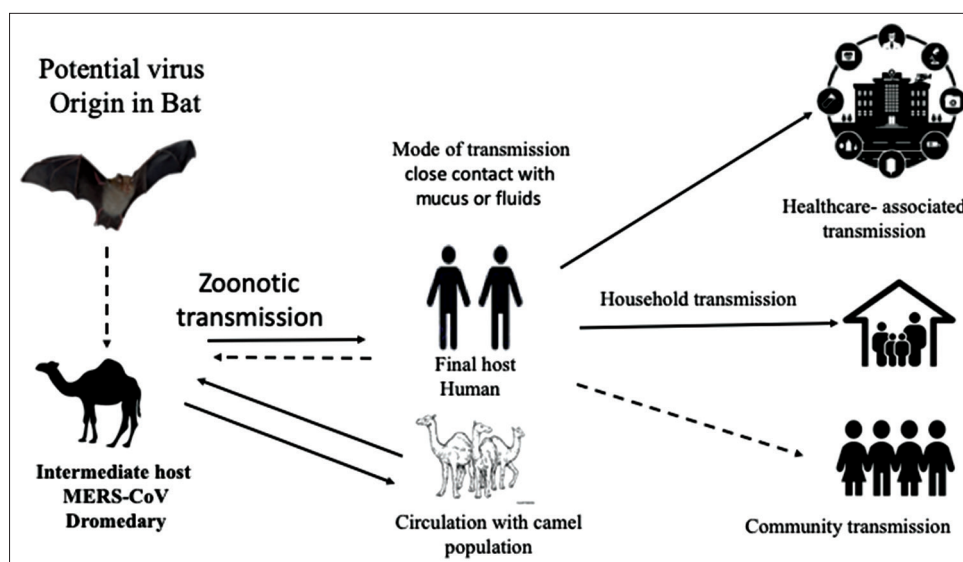 Potential virus
Origin in Bat
Zoonotic
transmission
Intermediate host
MERS-CoV
Dromedary
Mode of transmission
close contact with
mucus or fluids
Final host
Human
Circulation with camel
population
Healthcare- associated
transmission
Household transmission
Community transmission